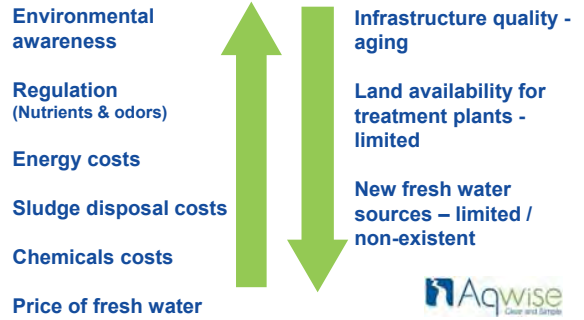 Environmental
awareness
Regulation
(Nutrients & odors)
Energy costs
Sludge disposal costs
Chemicals costs
Price of fresh water
Infrastructure quality -
aging
Land availability for
treatment plants -
limited
New fresh water
sources – limited /
non-existent
Aqwise
Clear and Simple